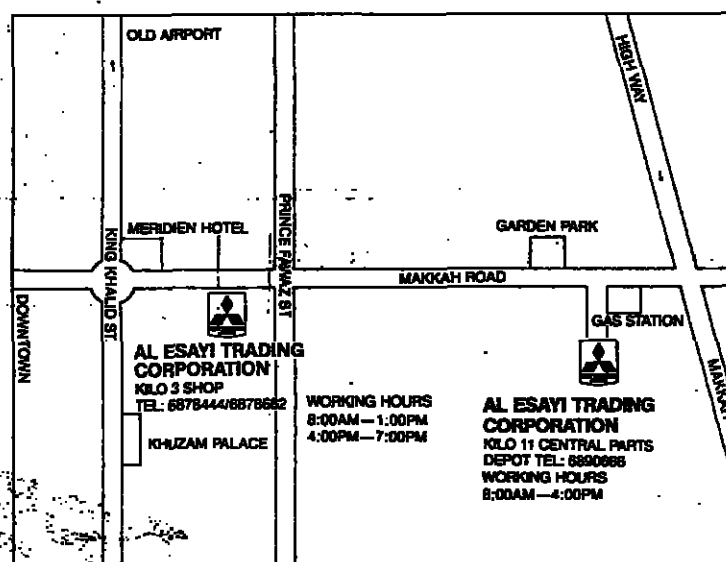 OLD AIRPORT
HIGH WAY
MERIDIEN HOTEL
KING KHALID ST.
PRINCE FAWAZ ST
GARDEN PARK
MAKKAH ROAD
DOWNTOWN
GAS STATION
AL ESAYI TRADING
CORPORATION
KILO 3 SHOP
TEL: 6878444/6878662
WORKING HOURS
8:00AM—1:00PM
4:00PM—7:00PM
KHUZAM PALACE
AL ESAYI TRADING
CORPORATION
KILO 11 CENTRAL PARTS
DEPOT TEL:
WORKING HOURS
8:00AM—4:00PM
MAKKAH